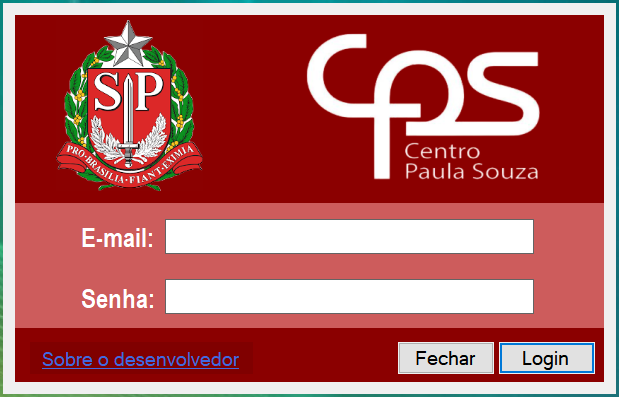 SP
PRO·BRASILIA·FIANT·EXIMIA
cps
Centro
Paula Souza
E-mail:
Senha:
Sobre o desenvolvedor
Fechar
Login